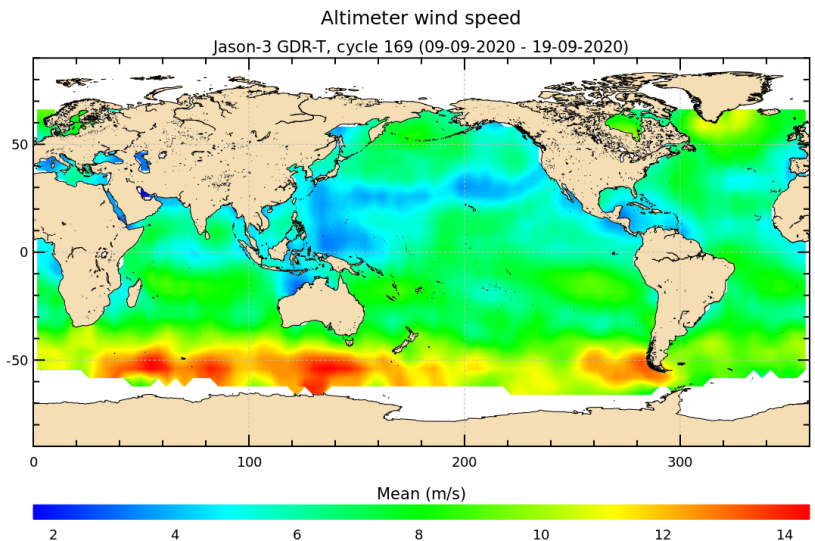 Altimeter wind speed
Jason-3 GDR-T, cycle 169 (09-09-2020 - 19-09-2020)
50
0
-50
0 100 200 300
Mean (m/s)
2 4 6 8 10 12 14